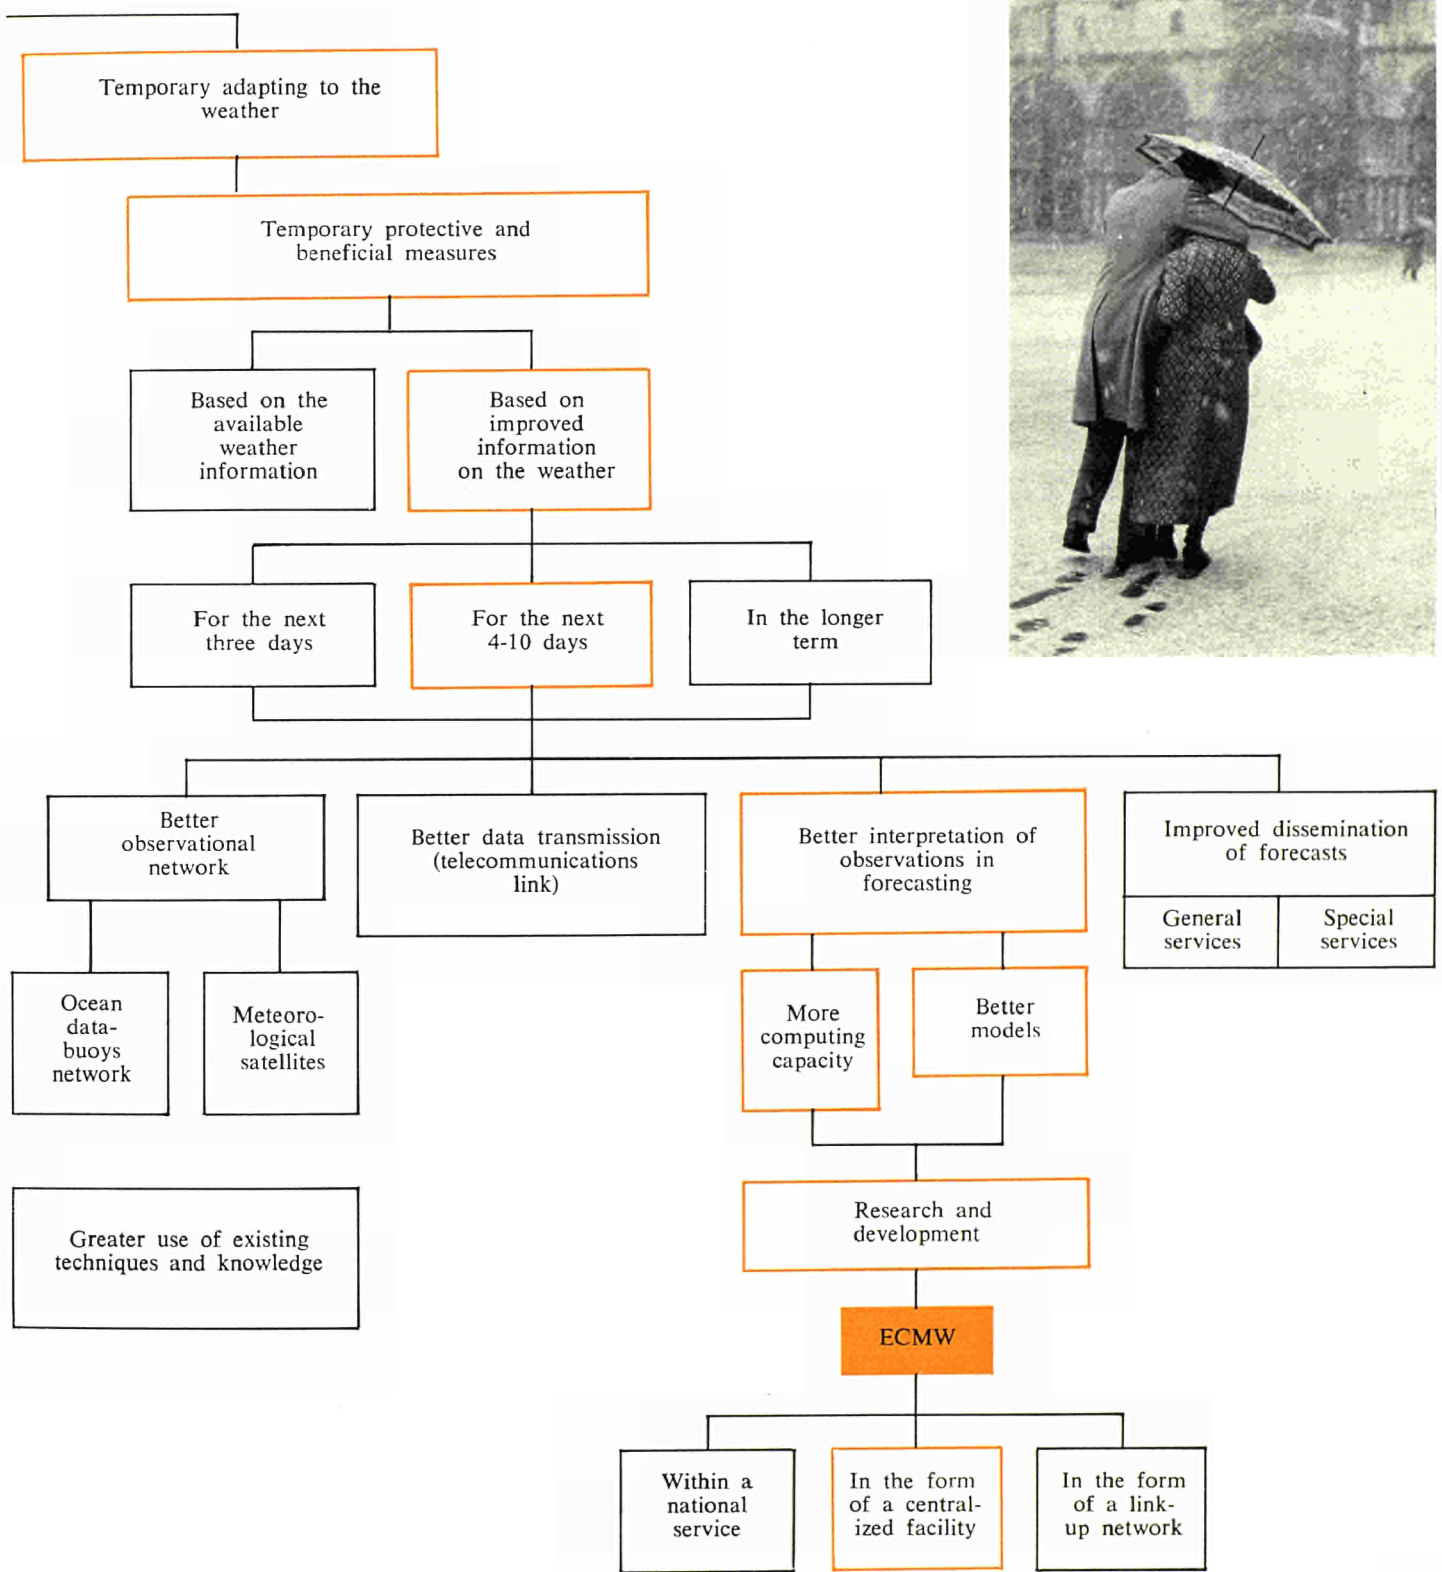 Temporary adapting to the
weather
Temporary protective and
beneficial measures
Based on the
available
weather
information
Based on
improved
information
on the weather
For the next
three days
For the next
4-10 days
In the longer
term
Better
observational
network
Better data transmission
(telecommunications
link)
Better interpretation of
observations in
forecasting
Improved dissemination
of forecasts
General
services
Special
services
Ocean
data-
buoys
network
Meteoro-
logical
satellites
More
computing
capacity
Better
models
Greater use of existing
techniques and knowledge
Research and
development
ECMW
Within a
national
service
In the form
of a central-
ized facility
In the form
of a link-
up network